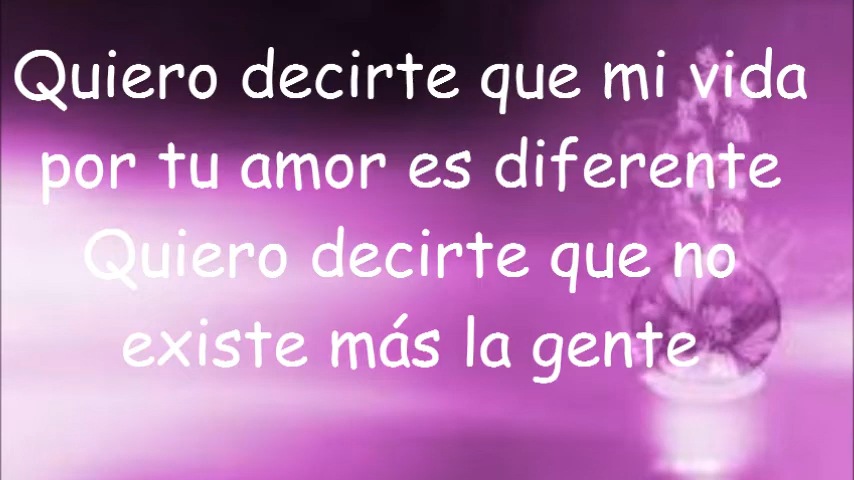 Quiero decirte que mi vida
por tu amor es diferente
Quiero decirte que no
existe más la gente